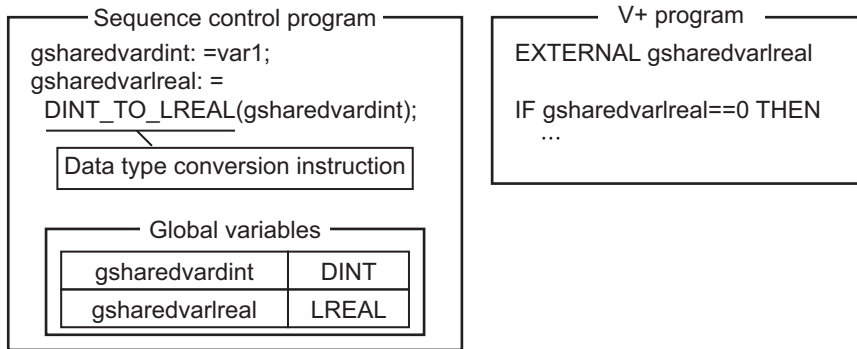 Sequence control program
gsharedvardint: =var1;
gsharedvarlreal: =
DINT_TO_LREAL(gsharedvardint);
Data type conversion instruction
Global variables
gsharedvardint DINT
gsharedvarlreal LREAL
V+ program
EXTERNAL gsharedvarlreal
IF gsharedvarlreal==0 THEN
...